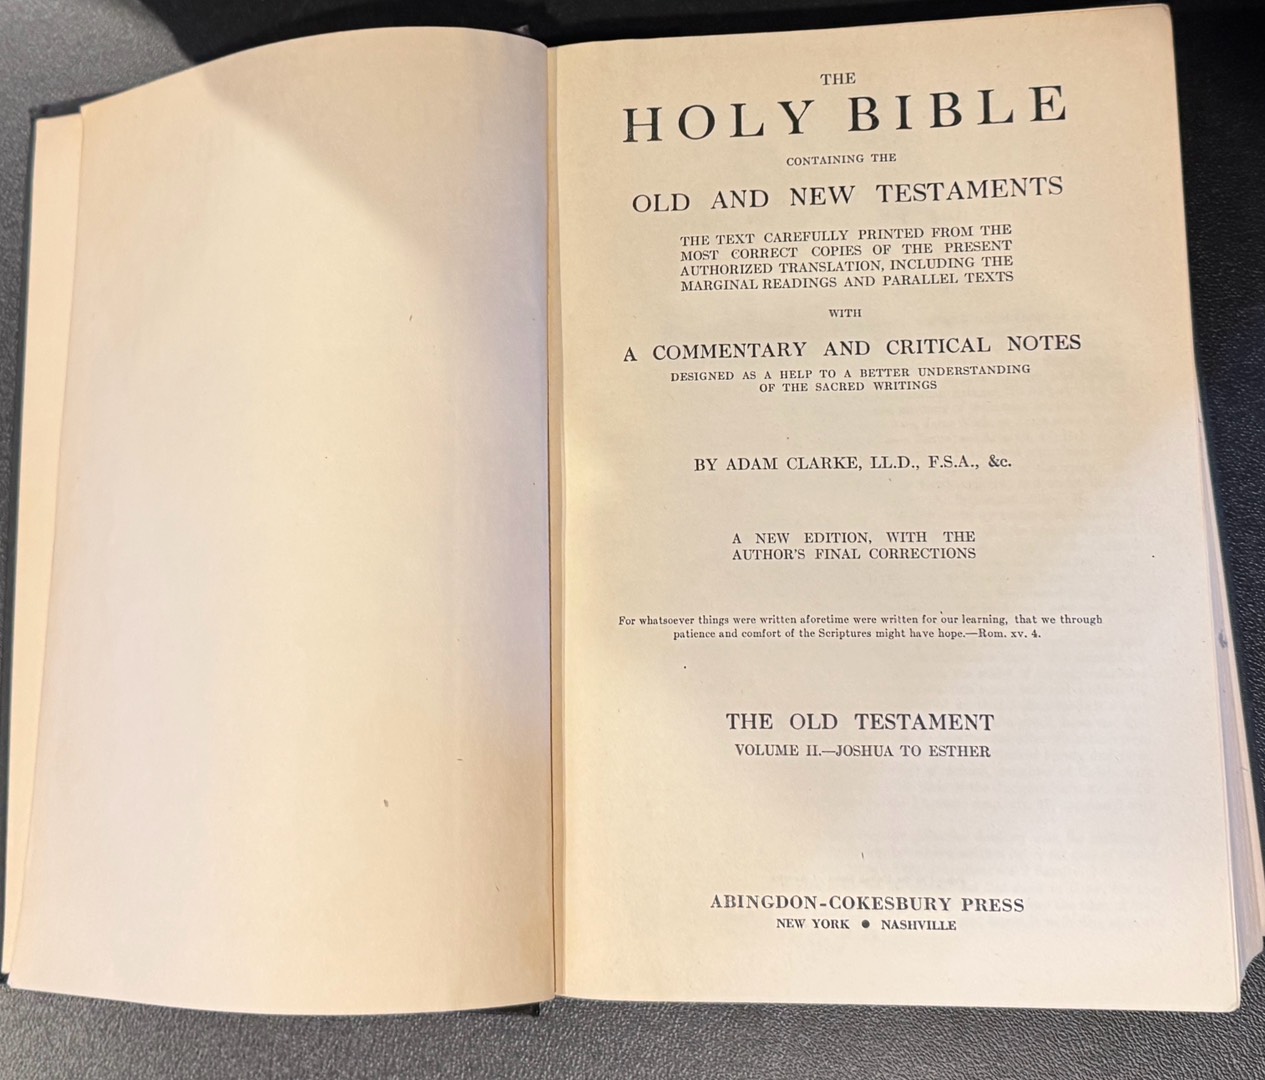 THE
HOLY BIBLE
CONTAINING THE
OLD AND NEW TESTAMENTS
THE TEXT CAREFULLY PRINTED FROM THE
MOST CORRECT COPIES OF THE PRESENT
AUTHORIZED TRANSLATION, INCLUDING THE
MARGINAL READINGS AND PARALLEL TEXTS
WITH
A COMMENTARY AND CRITICAL NOTES
DESIGNED AS A HELP TO A BETTER UNDERSTANDING
OF THE SACRED WRITINGS
BY ADAM CLARKE, LL.D., F.S.A., &c.
A NEW EDITION, WITH THE
AUTHOR'S FINAL CORRECTIONS
For whatsoever things were written aforetime were written for our learning, that we through
patience and comfort of the Scriptures might have hope.—Rom. xv. 4.
THE OLD TESTAMENT
VOLUME II.—JOSHUA TO ESTHER
ABINGDON-COKESBURY PRESS
NEW YORK ● NASHVILLE